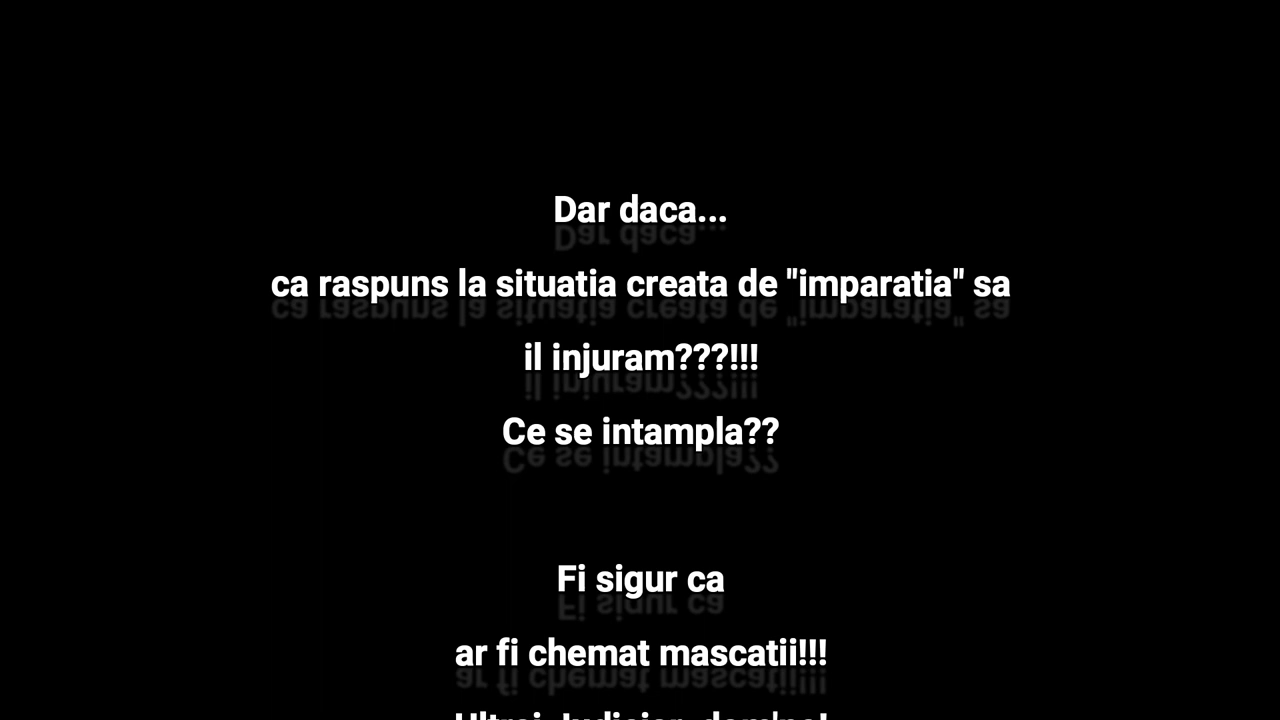 Dar daca...
ca raspuns la situatia creata de "imparatia" sa
il injuram???!!!
Ce se intampla??
Fi sigur ca
ar fi chemat mascatii!!!